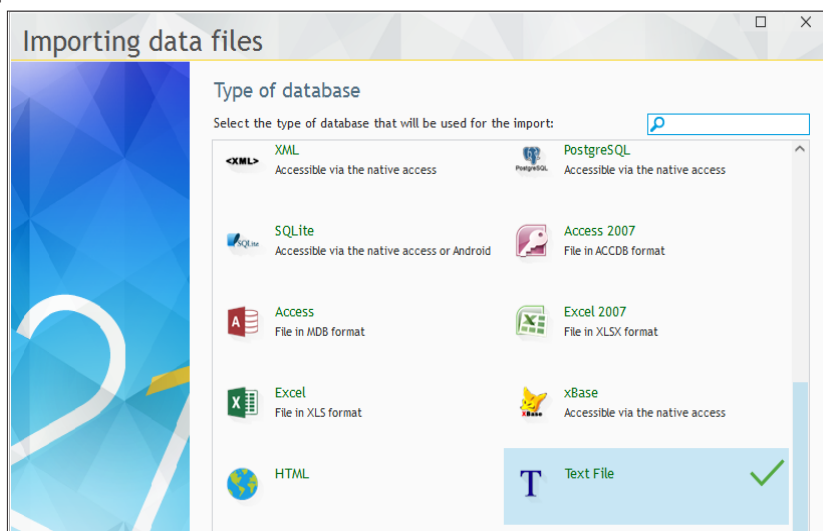 Importing data files
Type of database
Select the type of database that will be used for the import:
<XML>
XML
Accessible via the native access
PostgreSQL
PostgreSQL
Accessible via the native access
SQLite
SQLite
Accessible via the native access or Android
Access 2007
File in ACCDB format
A
Access
File in MDB format
Excel 2007
File in XLSX format
X
Excel
File in XLS format
XBase
xBase
Accessible via the native access
HTML
T
Text File
21